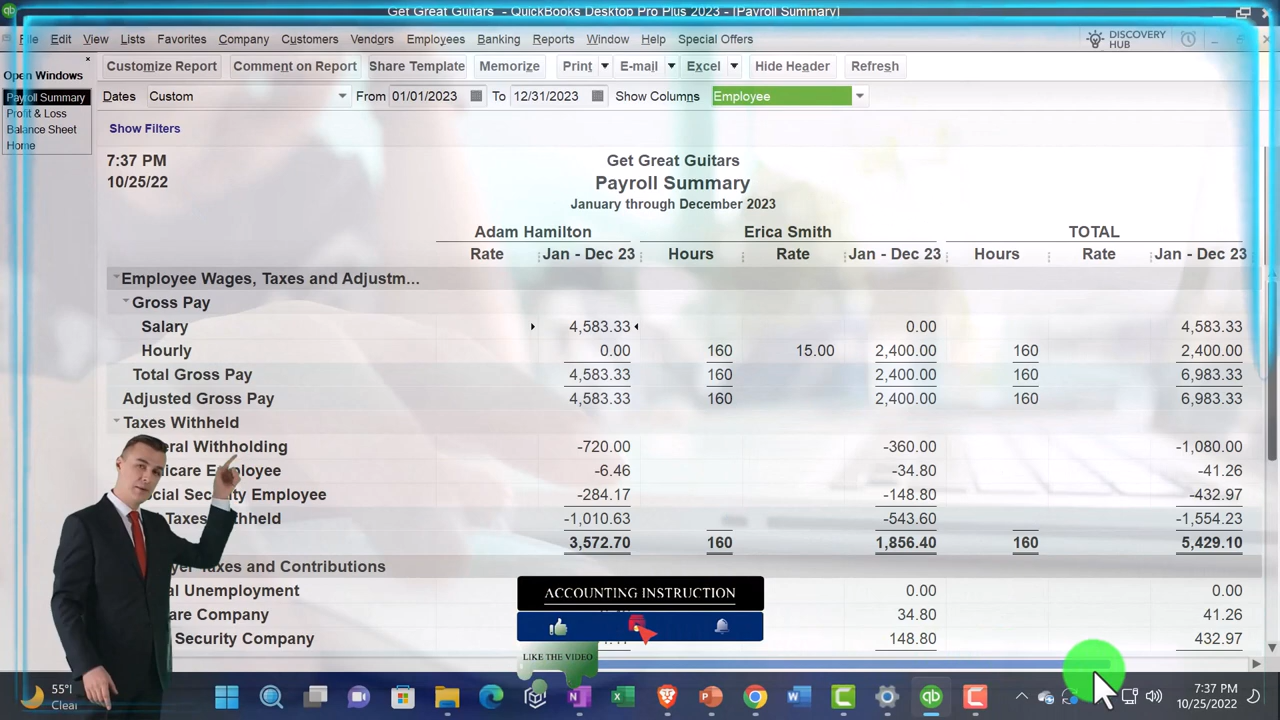 Get Great Guitars - QuickBooks Desktop Pro Plus 2023 - [Payroll Summary]
File Edit View Lists Favorites Company Customers Vendors Employees Banking Reports Window Help Special Offers DISCOVERY HUB
Open Windows
Payroll Summary
Profit & Loss
Balance Sheet
Home
Customize Report Comment on Report Share Template Memorize Print E-mail Excel Hide Header Refresh
Dates Custom From 01/01/2023 To 12/31/2023 Show Columns Employee
Show Filters
7:37 PM
10/25/22
Get Great Guitars
Payroll Summary
January through December 2023
Adam Hamilton Erica Smith TOTAL
Rate Jan - Dec 23 Hours Rate Jan - Dec 23 Hours Rate Jan - Dec 23
Employee Wages, Taxes and Adjustm...
Gross Pay
Salary 4,583.33 0.00 4,583.33
Hourly 0.00 160 15.00 2,400.00 160 2,400.00
Total Gross Pay 4,583.33 160 2,400.00 160 6,983.33
Adjusted Gross Pay 4,583.33 160 2,400.00 160 6,983.33
Taxes Withheld
eral Withholding -720.00 -360.00 -1,080.00
icare Employee -6.46 -34.80 -41.26
cial Security Employee -284.17 -148.80 -432.97
Taxes Withheld -1,010.63 -543.60 -1,554.23
3,572.70 160 1,856.40 160 5,429.10
yer Taxes and Contributions
al Unemployment 0.00 0.00
are Company 34.80 41.26
Security Company 148.80 432.97
ACCOUNTING INSTRUCTION
LIKE THE VIDEO
55°F
Clear
7:37 PM
10/25/2022